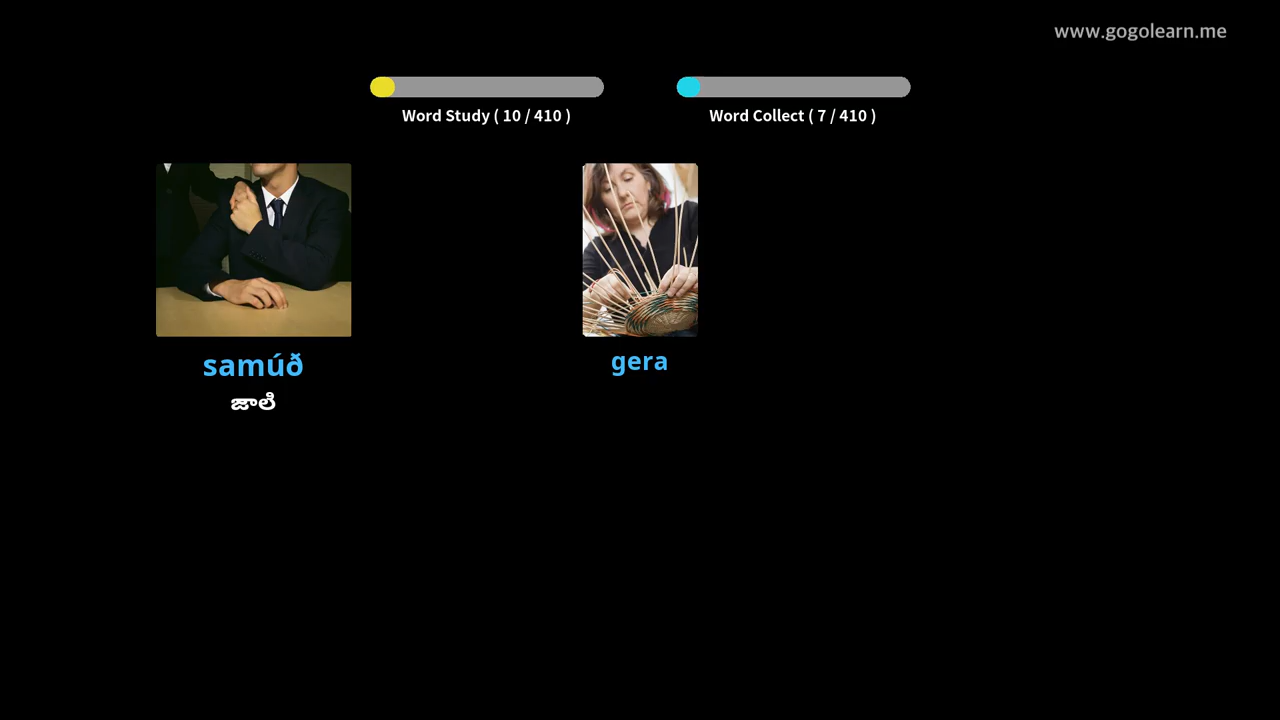 www.gogolearn.me
Word Study ( 10 / 410 )
Word Collect ( 7 / 410 )
samúð
gera
జాలి